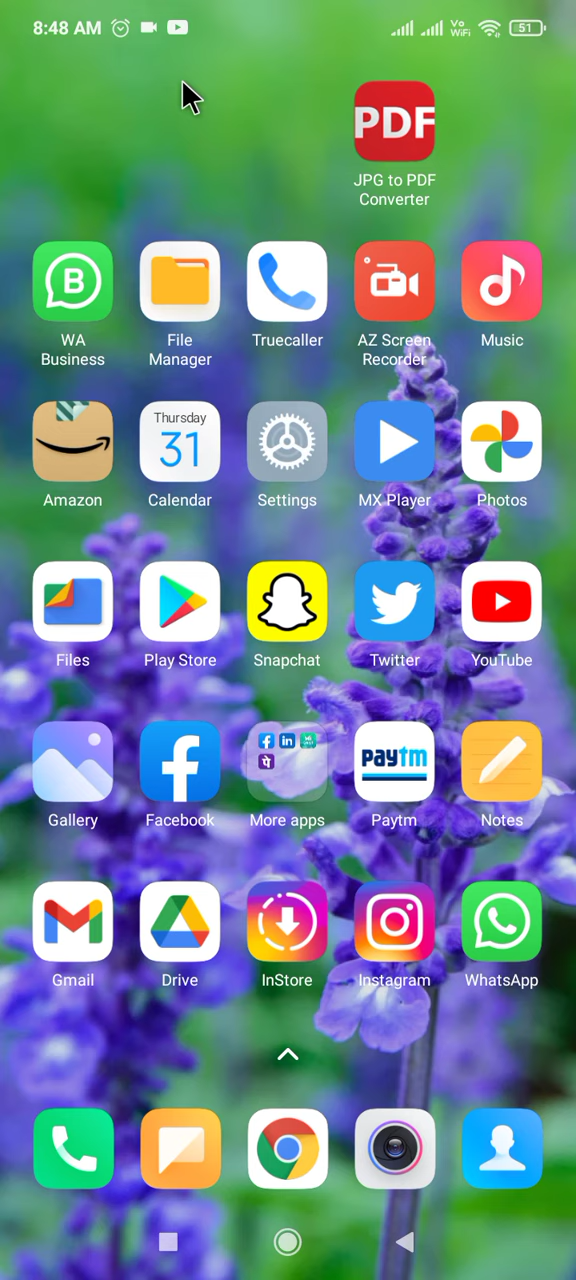 8:48 AM
Vo
WiFi
51
PDF
JPG to PDF
Converter
B
WA
Business
File
Manager
Truecaller
AZ Screen
Recorder
Music
Thursday
31
Amazon
Calendar
Settings
MX Player
Photos
Files
Play Store
Snapchat
Twitter
YouTube
f
in
पे
paytm
Gallery
Facebook
More apps
Paytm
Notes
Gmail
Drive
InStore
Instagram
WhatsApp